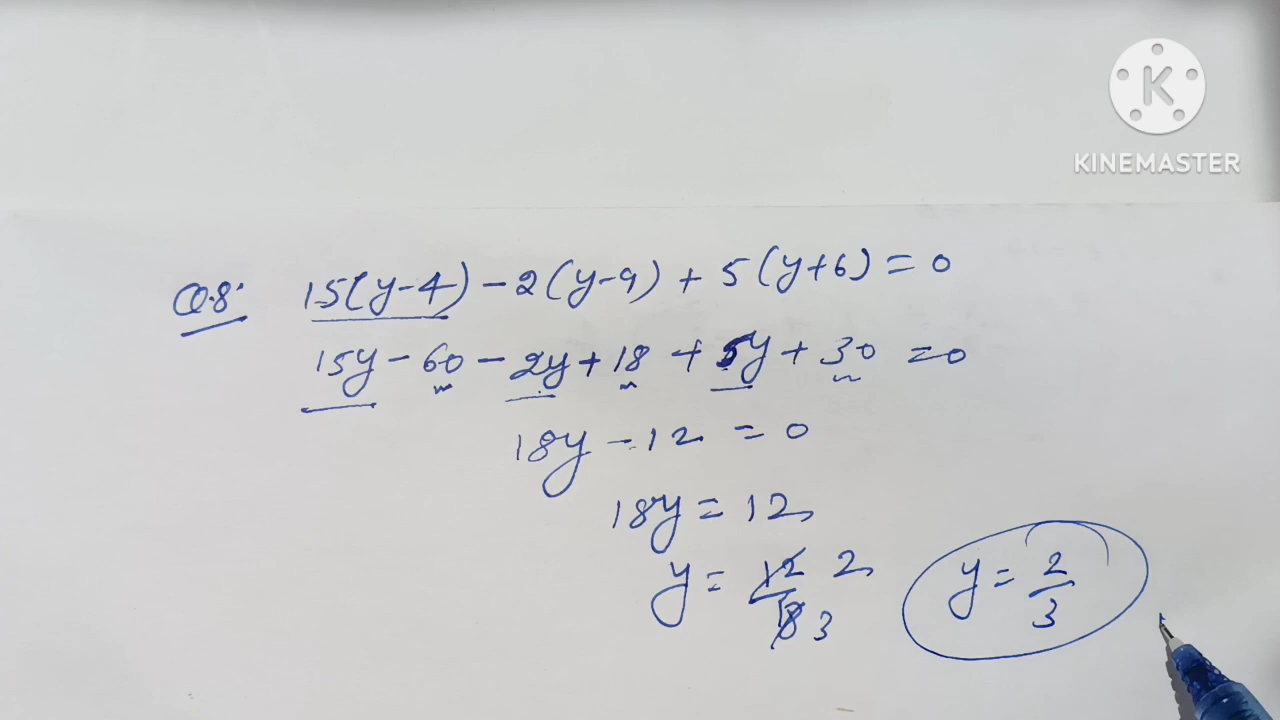 KINEMASTER
Q.8. 15(y-4) - 2(y-9) + 5(y+6) = 0
15y - 60 - 2y + 18 + 5y + 30 = 0
18y - 12 = 0
18y = 12
y = 12/18 2/3
y = 2/3